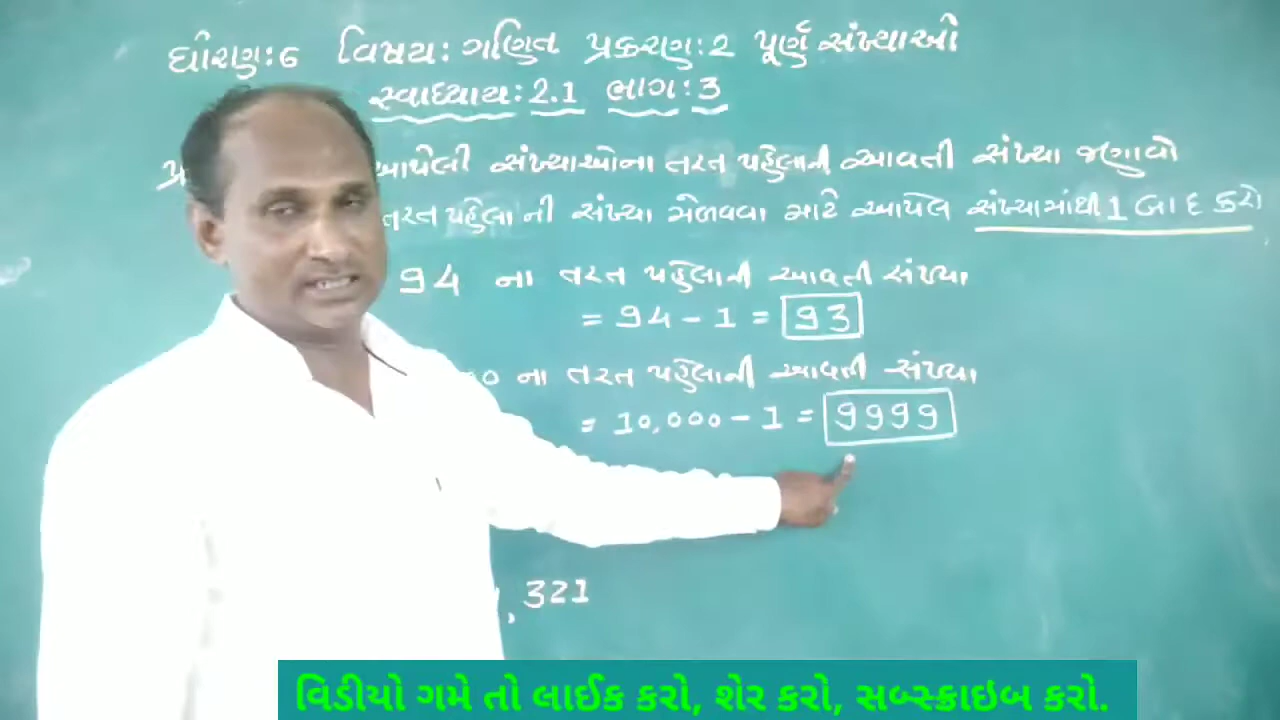 ધોરણ: ૬ વિષય: ગણિત પ્રકરણ: ૨ પૂર્ણ સંખ્યાઓ
સ્વાધ્યાય: 2.1 ભાગ: 3
આપેલી સંખ્યાઓના તરત પહેલાની આવતી સંખ્યા જણાવો
તરત પહેલાની સંખ્યા મેળવવા માટે આપેલ સંખ્યામાંથી 1 બાદ કરો
94 ના તરત પહેલાની આવતી સંખ્યા
= 94 - 1 = 93
ના તરત પહેલાની આવતી સંખ્યા
= 10,000 - 1 = 9999
, 321
વિડીયો ગમે તો લાઈક કરો, શેર કરો, સબ્સ્ક્રાઇબ કરો.